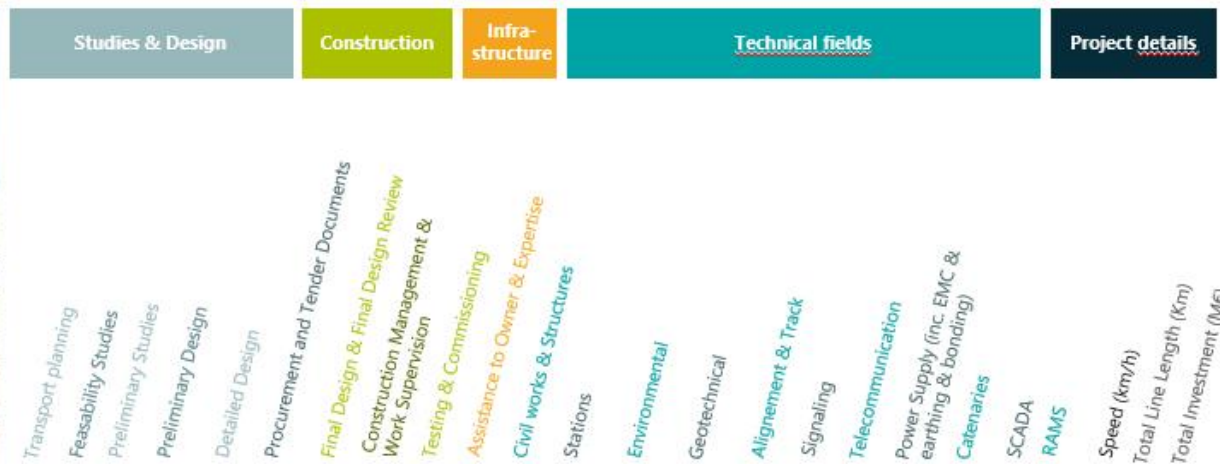 Studies & Design
Construction
Infra-
structure
Technical fields
Project details
Transport planning
Feasability Studies
Preliminary Studies
Preliminary Design
Detailed Design
Procurement and Tender Documents
Final Design & Final Design Review
Construction Management &
Work Supervision
Testing & Commissioning
Assistance to Owner & Expertise
Civil works & Structures
Stations
Environmental
Geotechnical
Alignement & Track
Signaling
Telecommunication
Power Supply (inc. EMC &
earthing & bonding)
Catenaries
SCADA
RAMS
Speed (km/h)
Total Line Length (Km)
Total Investment (M€)